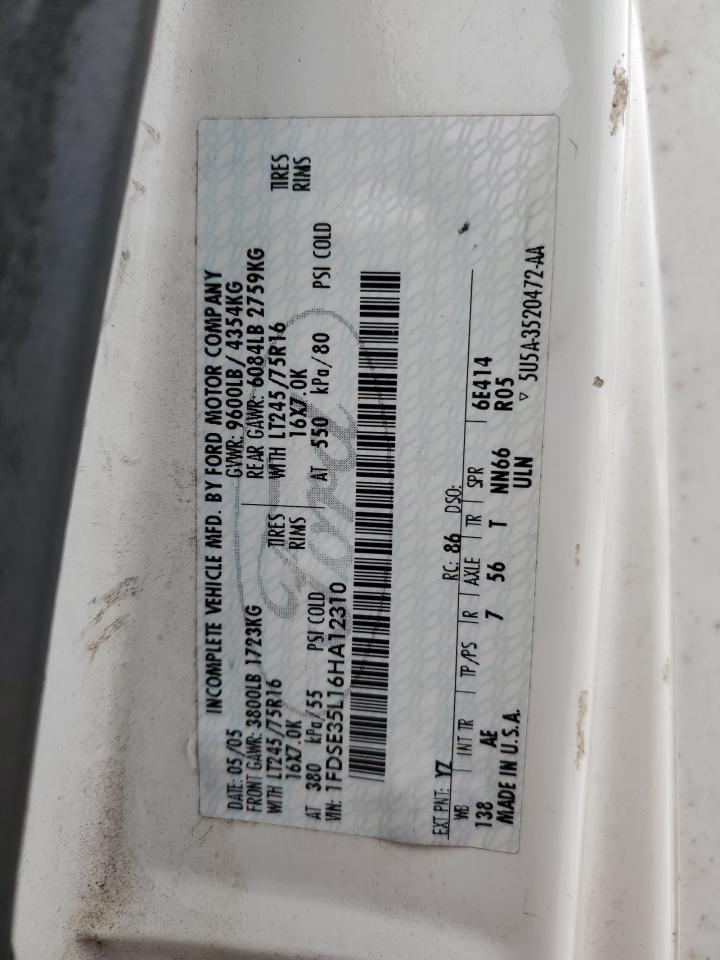 INCOMPLETE VEHICLE MFD. BY FORD MOTOR COMPANY
DATE: 05/05 GVWR: 9600LB/ 4354KG
FRONT GAWR: 3800LB 1723KG REAR GAWR: 6084LB 2759KG
WITH LT245/75R16 TIRES WITH LT245/75R16 TIRES
16X7.0K RIMS 16X7.0K RIMS
AT 380 kPa/55 PSI COLD AT 550 kPa/80 PSI COLD
VIN: 1FDSE35L16HA12310
Ford
EXT PNT: YZ RC: 86 DSO:
WB INT TR TP/PS R AXLE TR SPR 6E414
138 AE 7 56 T NN66 R05
MADE IN U.S.A. ULN
▽ 5U5A-3520472-AA